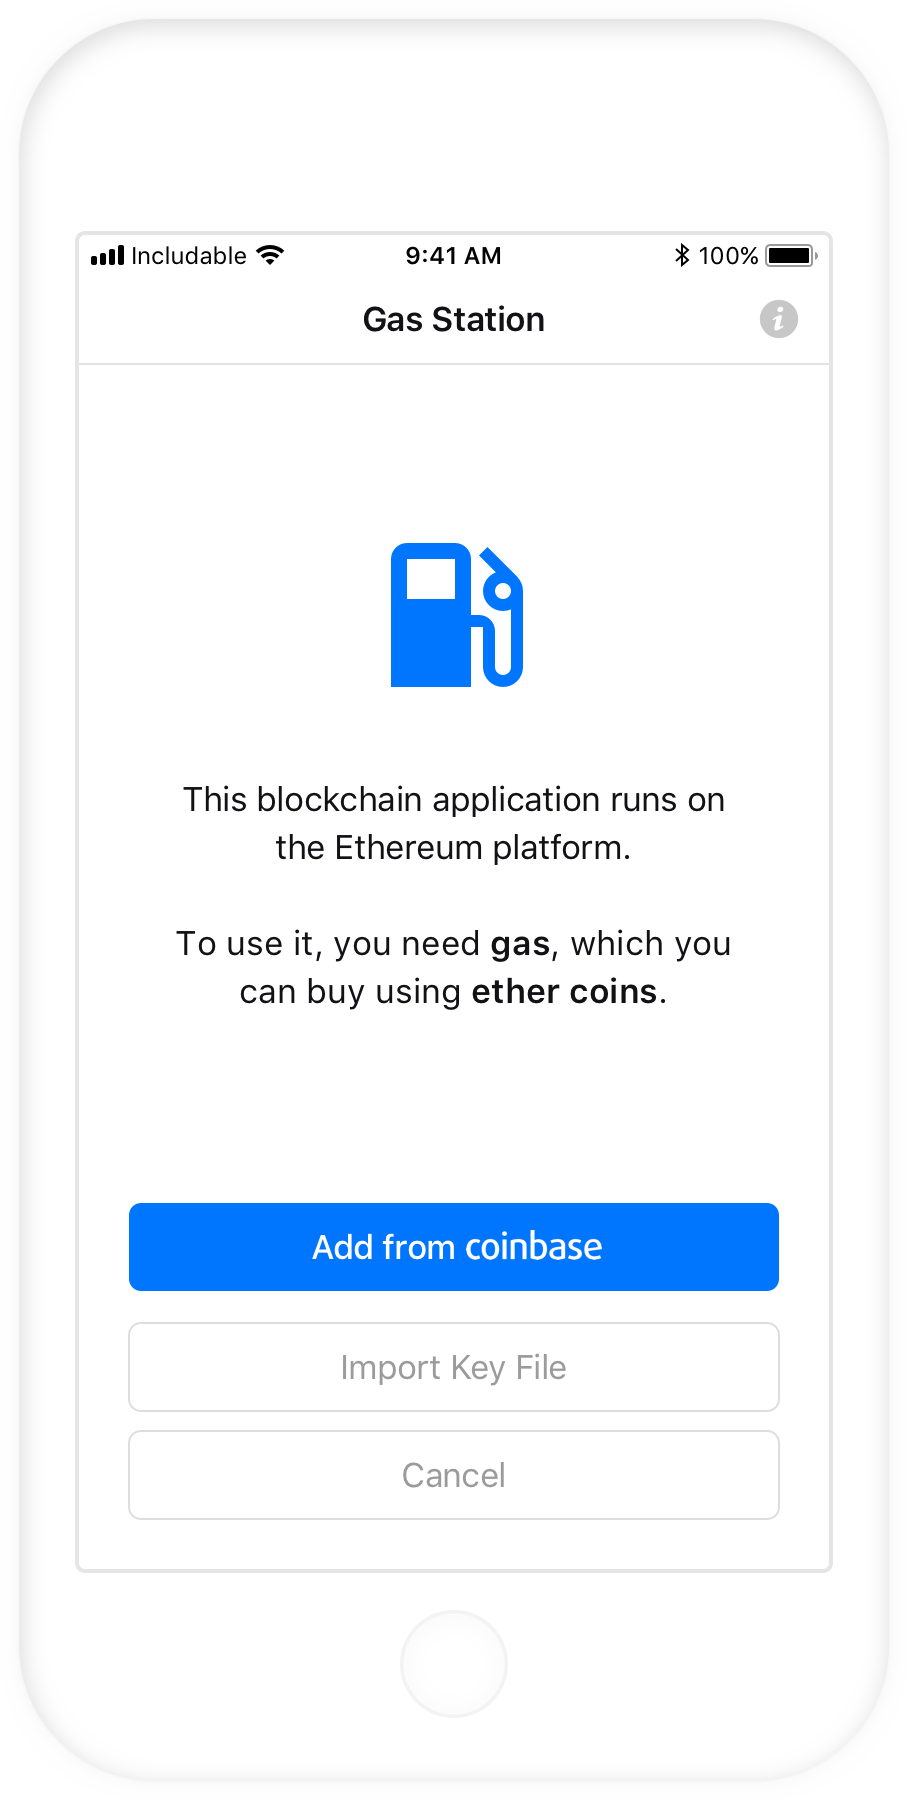 Includable 9:41 AM 100%
Gas Station
i
This blockchain application runs on
the Ethereum platform.
To use it, you need gas, which you
can buy using ether coins.
Add from coinbase
Import Key File
Cancel